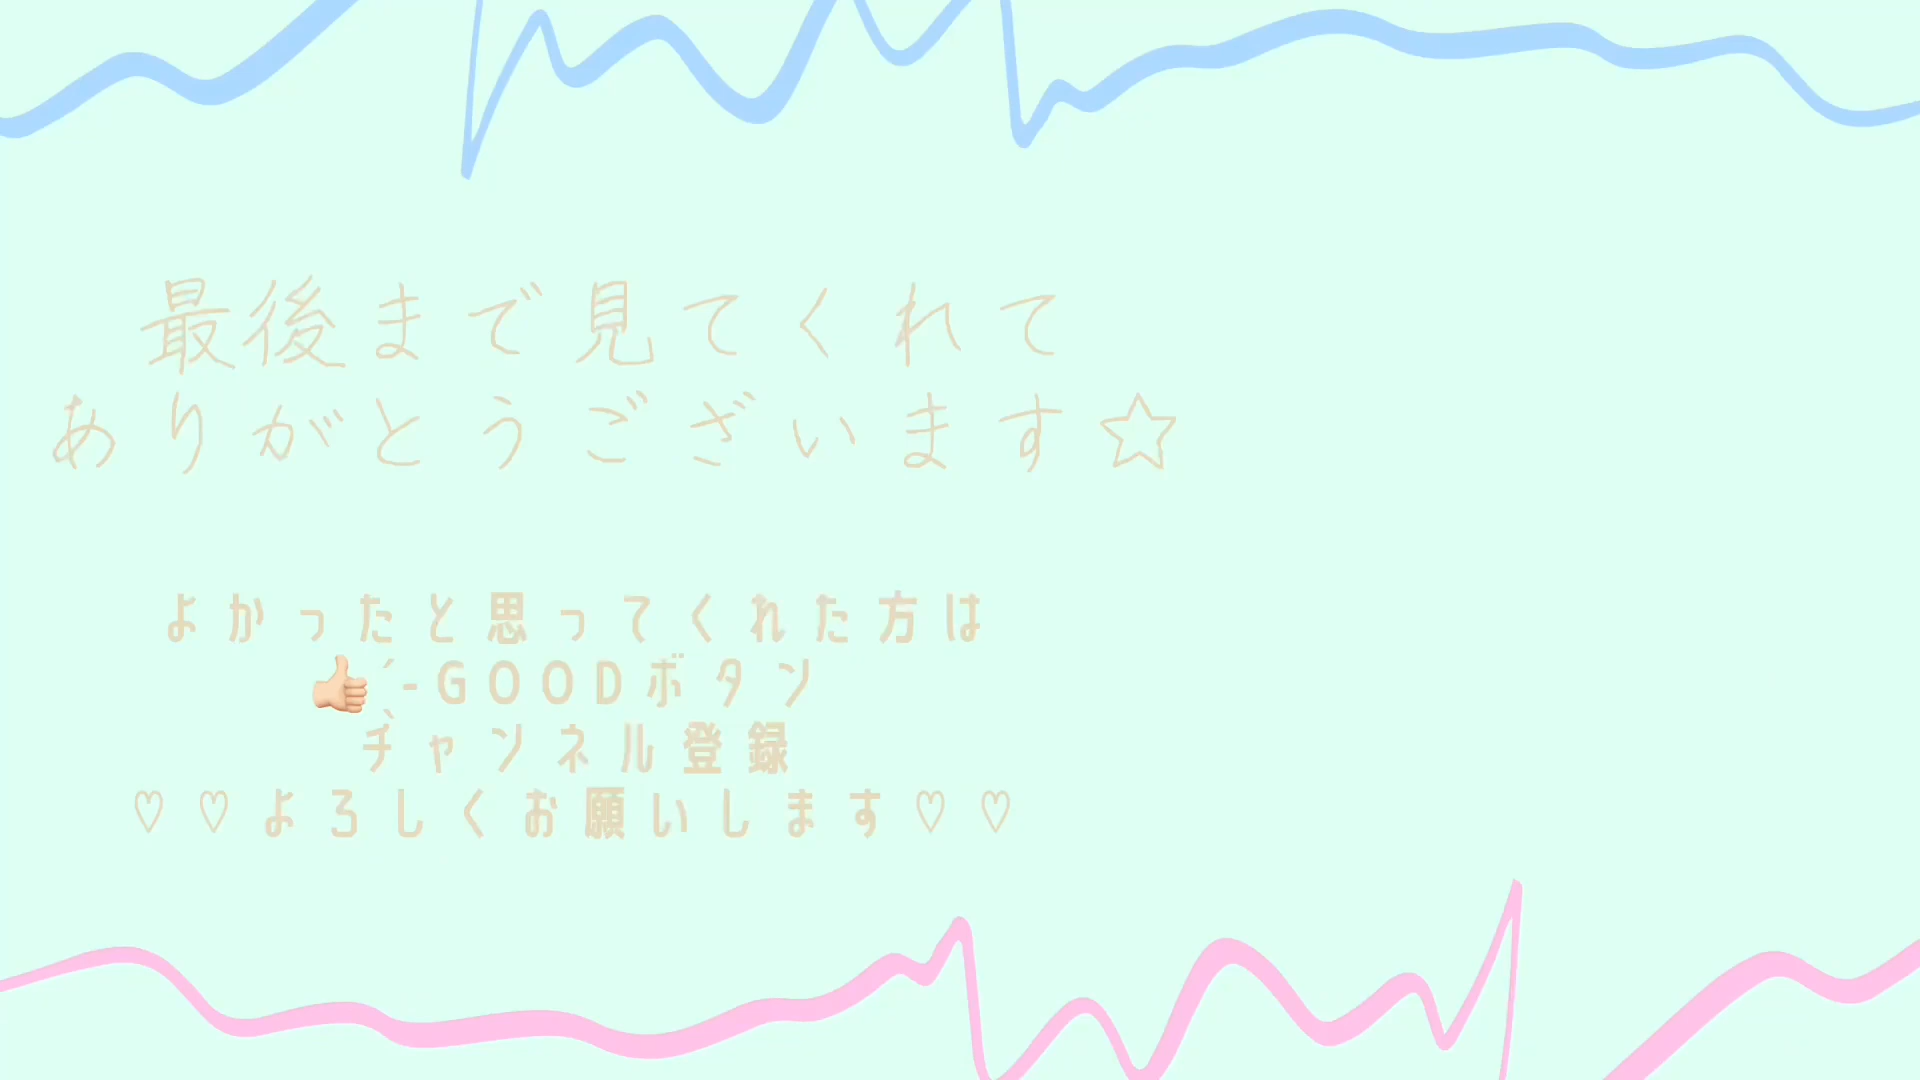 最後まで見てくれて
ありがとうございます☆
よかったと思ってくれた方は
👍🏻 ̖́-GOODボタン
チャンネル登録
♡♡よろしくお願いします♡♡